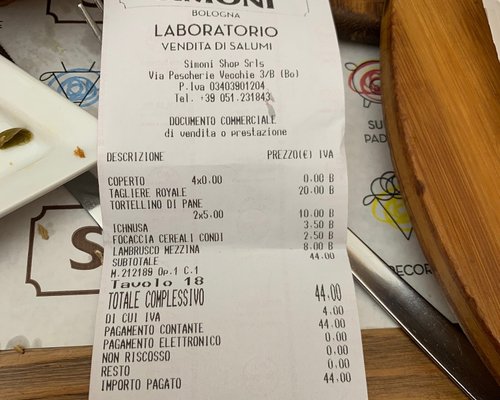 BOLOGNA
LABORATORIO
VENDITA DI SALUMI
Simoni Shop Srls
Via Pescherie Vecchie 3/B (Bo)
P.Iva 03403901204
Tel. +39 051.231843
DOCUMENTO COMMERCIALE
di vendita o prestazione
DESCRIZIONE PREZZO(€) IVA
COPERTO 4x0.00 0.00 B
TAGLIERE ROYALE 20.00 B
TORTELLINO DI PANE
2x5.00 10.00 B
ICHNUSA 3.50 B
FOCACCIA CEREALI CONDI 2.50 B
LAMBRUSCO MEZZINA 8.00 B
SUBTOTALE 44.00
M.212189 Op.1 C.1
Tavolo 18
TOTALE COMPLESSIVO 44.00
DI CUI IVA 4.00
PAGAMENTO CONTANTE 44.00
PAGAMENTO ELETTRONICO 0.00
NON RISCOSSO 0.00
RESTO 0.00
IMPORTO PAGATO 44.00